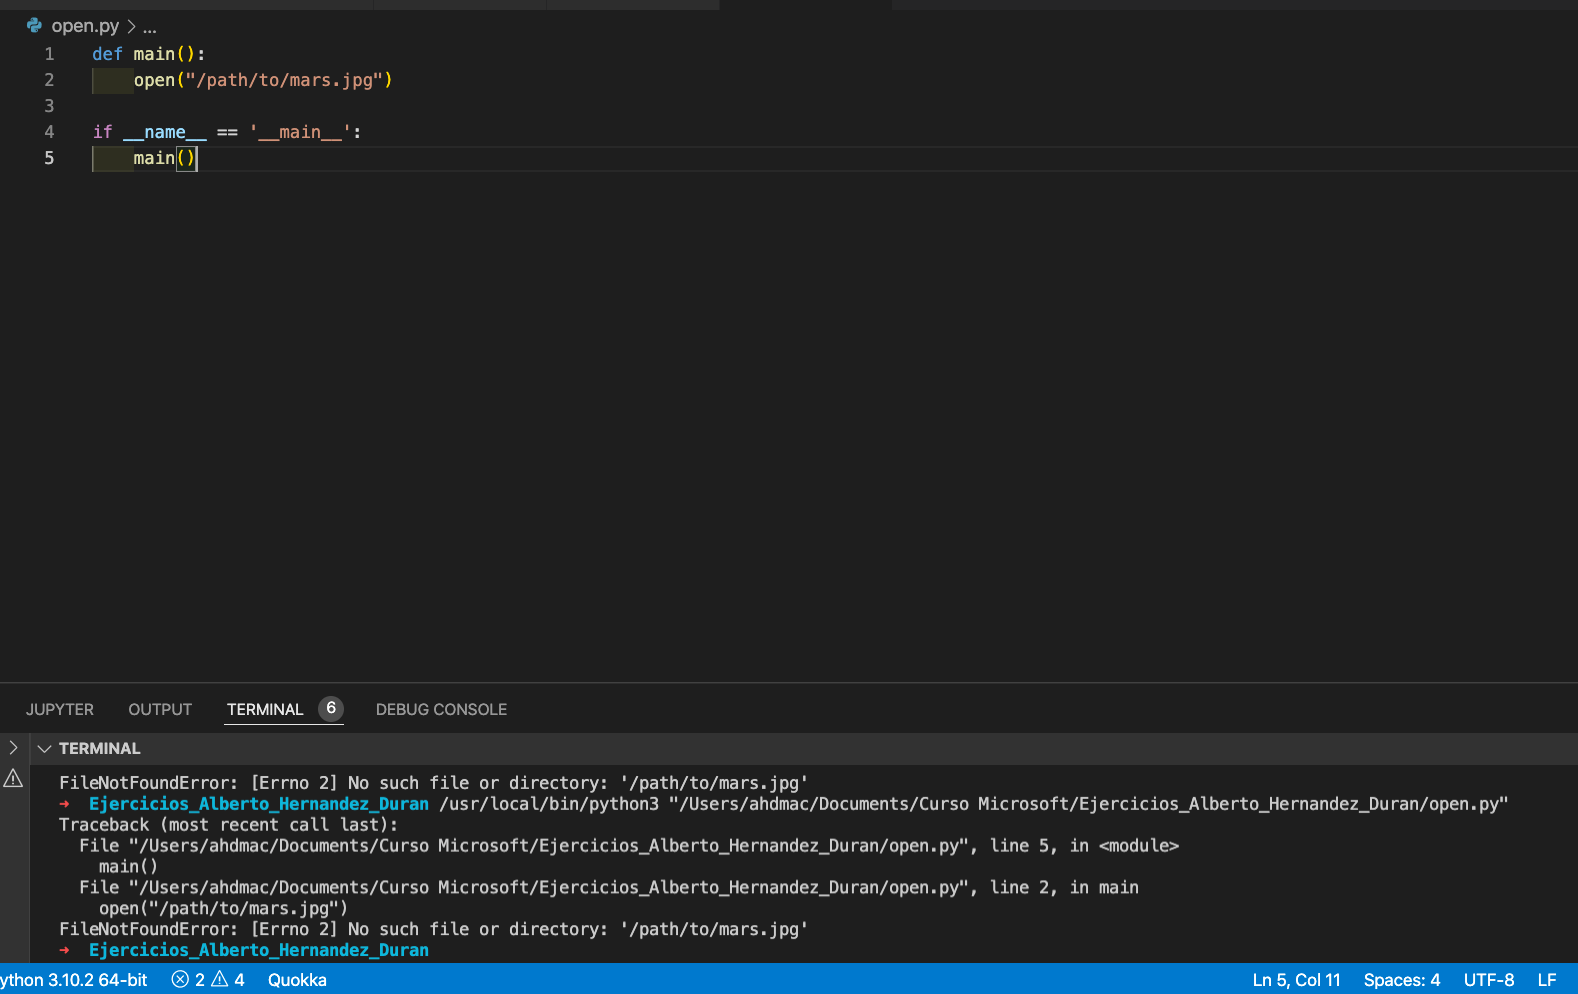 open.py > ...
1 def main():
2     open("/path/to/mars.jpg")
3
4 if __name__ == '__main__':
5     main()
JUPYTER OUTPUT TERMINAL 6 DEBUG CONSOLE
TERMINAL
FileNotFoundError: [Errno 2] No such file or directory: '/path/to/mars.jpg'
➜  Ejercicios_Alberto_Hernandez_Duran /usr/local/bin/python3 "/Users/ahdmac/Documents/Curso Microsoft/Ejercicios_Alberto_Hernandez_Duran/open.py"
Traceback (most recent call last):
  File "/Users/ahdmac/Documents/Curso Microsoft/Ejercicios_Alberto_Hernandez_Duran/open.py", line 5, in <module>
    main()
  File "/Users/ahdmac/Documents/Curso Microsoft/Ejercicios_Alberto_Hernandez_Duran/open.py", line 2, in main
    open("/path/to/mars.jpg")
FileNotFoundError: [Errno 2] No such file or directory: '/path/to/mars.jpg'
➜  Ejercicios_Alberto_Hernandez_Duran
ython 3.10.2 64-bit 2 4 Quokka Ln 5, Col 11 Spaces: 4 UTF-8 LF